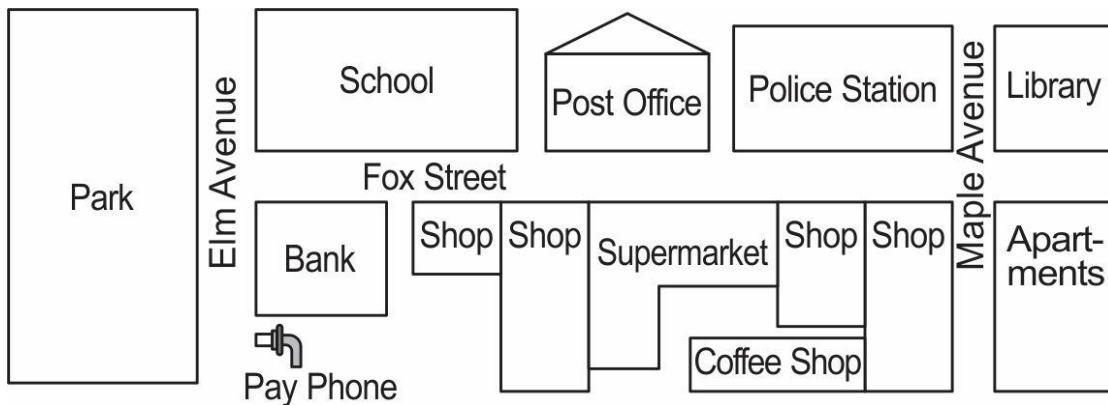 School
Post Office
Police Station
Library
Park
Elm Avenue
Maple Avenue
Fox Street
Bank
Shop
Shop
Supermarket
Shop
Shop
Apart-
ments
Coffee Shop
Pay Phone